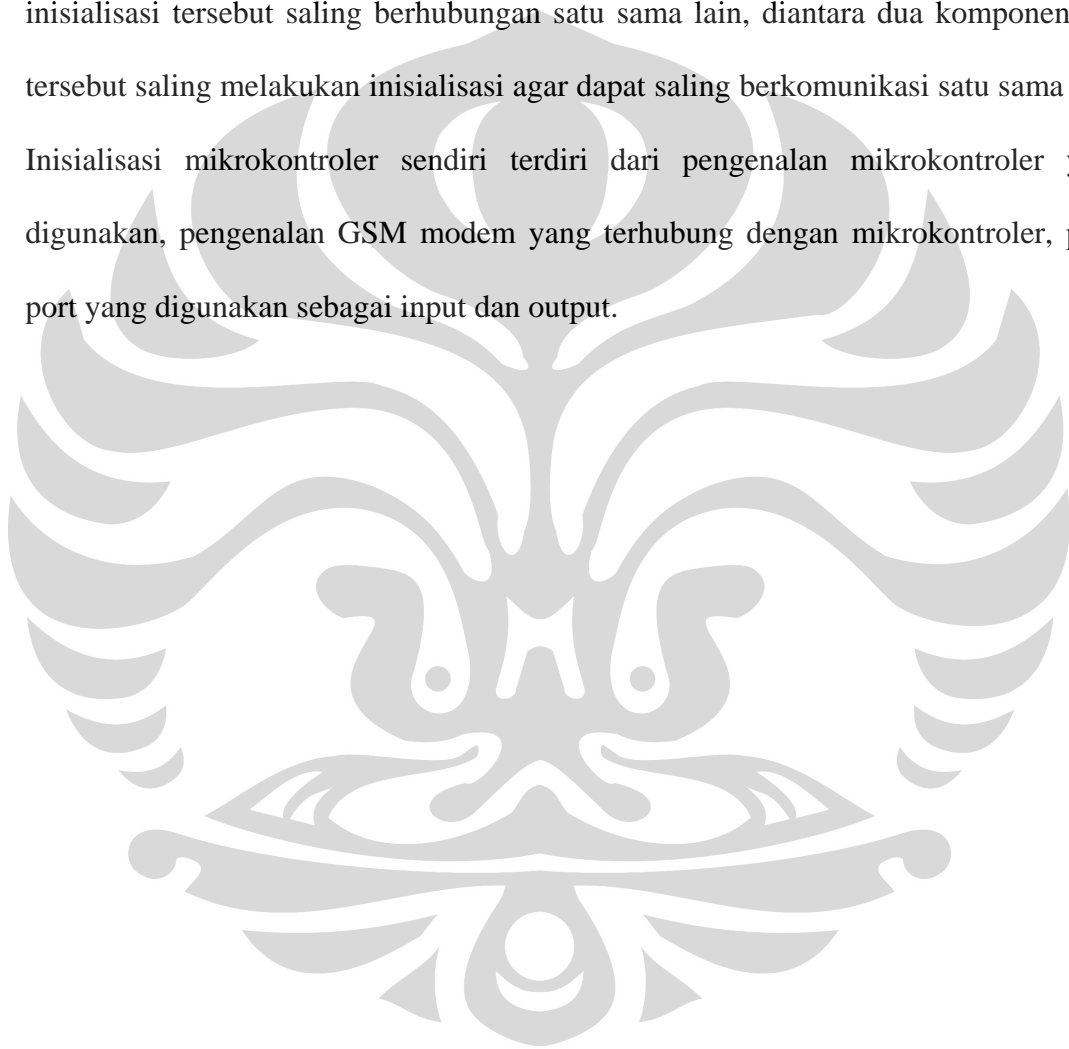 inisialisasi tersebut saling berhubungan satu sama lain, diantara dua komponen
tersebut saling melakukan inisialisasi agar dapat saling berkomunikasi satu sama
Inisialisasi mikrokontroler sendiri terdiri dari pengenalan mikrokontroler
digunakan, pengenalan GSM modem yang terhubung dengan mikrokontroler,
port yang digunakan sebagai input dan output.